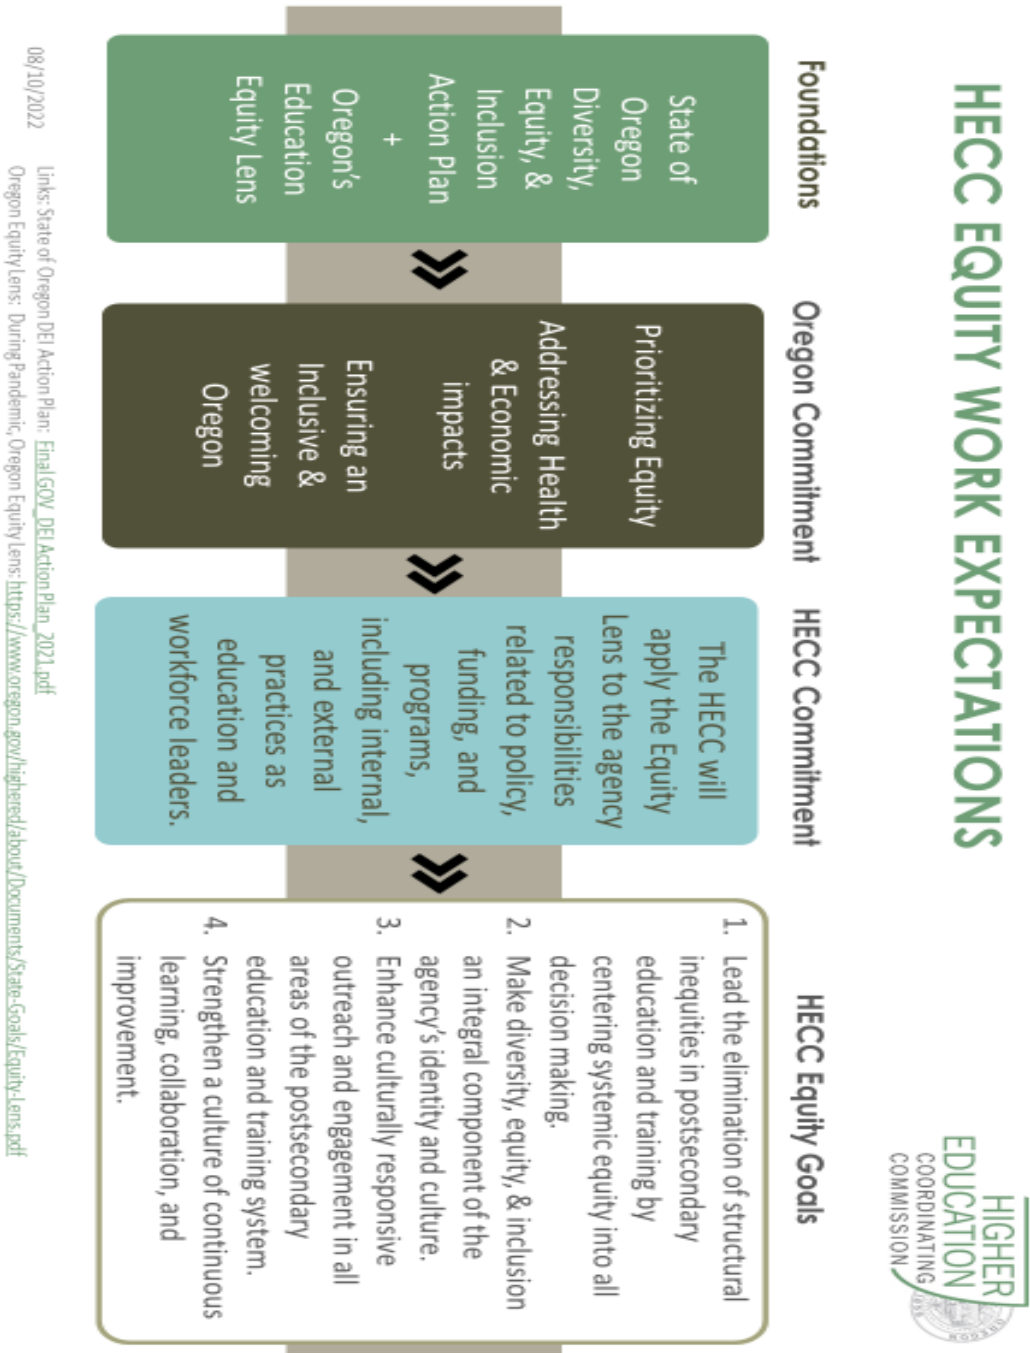 HECC EQUITY WORK EXPECTATIONS
HIGHER
EDUCATION
COORDINATING
COMMISSION
Foundations
State of
Oregon
Diversity,
Equity, &
Inclusion
Action Plan
+
Oregon's
Education
Equity Lens
Oregon Commitment
Prioritizing Equity
Addressing Health
& Economic
impacts
Ensuring an
Inclusive &
welcoming
Oregon
HECC Commitment
The HECC will
apply the Equity
Lens to the agency
responsibilities
related to policy,
funding, and
programs,
including internal,
and external
practices as
education and
workforce leaders.
HECC Equity Goals
1. Lead the elimination of structural
inequities in postsecondary
education and training by
centering systemic equity into all
decision making.
2. Make diversity, equity, & inclusion
an integral component of the
agency's identity and culture.
3. Enhance culturally responsive
outreach and engagement in all
areas of the postsecondary
education and training system.
4. Strengthen a culture of continuous
learning, collaboration, and
improvement.
08/10/2022
Links: State of Oregon DEI Action Plan: Final GOV_DEI Action Plan_2021.pdf
Oregon Equity Lens: During Pandemic, Oregon Equity Lens: https://www.oregon.gov/highered/about/Documents/State-Goals/Equity-Lens.pdf